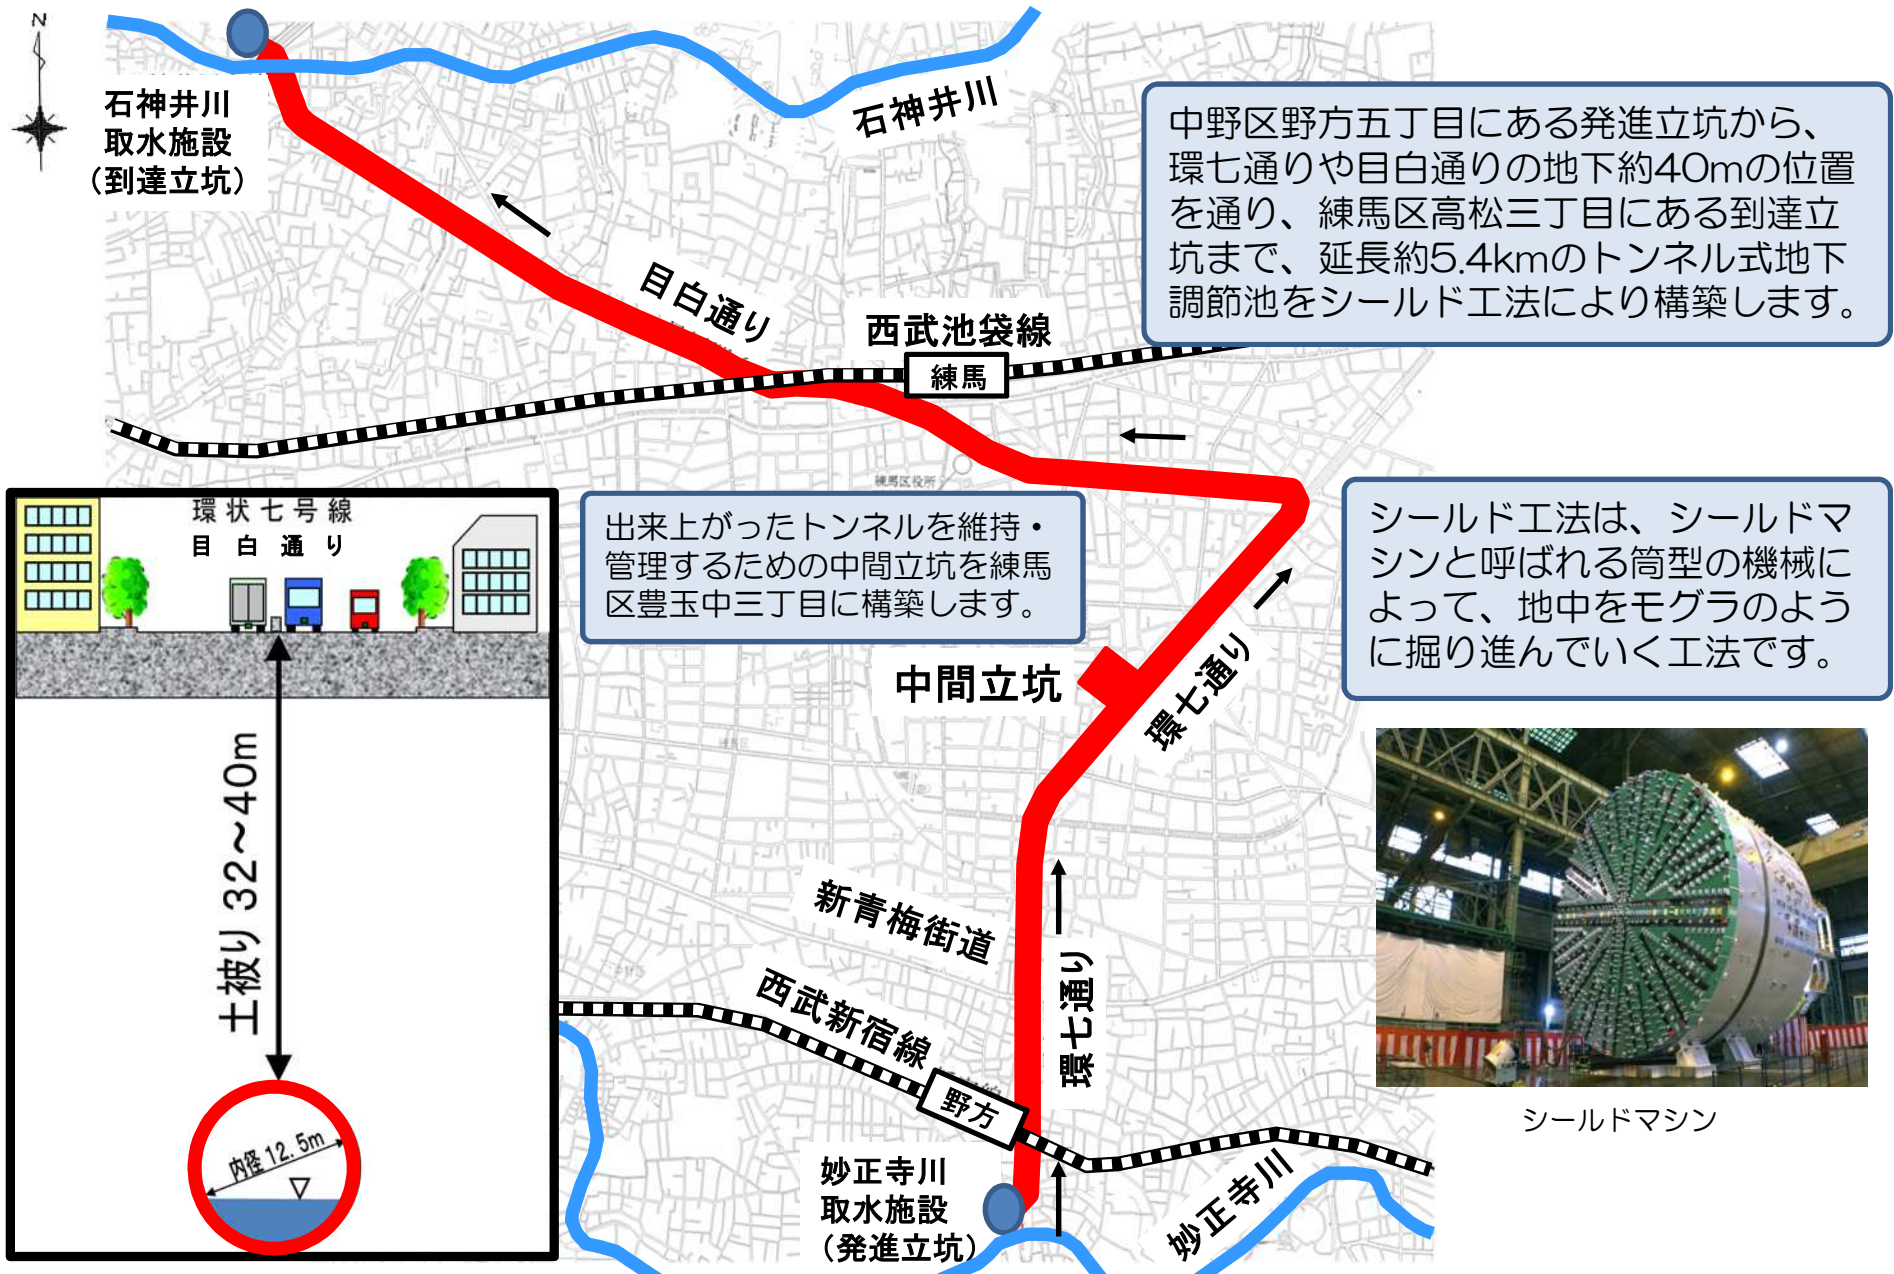 N
石神井川
取水施設
（到達立坑）
石神井川
中野区野方五丁目にある発進立坑から、
環七通りや目白通りの地下約40mの位置
を通り、練馬区高松三丁目にある到達立
坑まで、延長約5.4kmのトンネル式地下
調節池をシールド工法により構築します。
目白通り
西武池袋線
練馬
練馬区役所
環状七号線
目白通り
土被り 32～40m
内径 12.5m
出来上がったトンネルを維持・
管理するための中間立坑を練馬
区豊玉中三丁目に構築します。
シールド工法は、シールドマ
シンと呼ばれる筒型の機械に
よって、地中をモグラのよう
に掘り進んでいく工法です。
中間立坑
環七通り
新青梅街道
西武新宿線
環七通り
野方
シールドマシン
妙正寺川
取水施設
（発進立坑）
妙正寺川